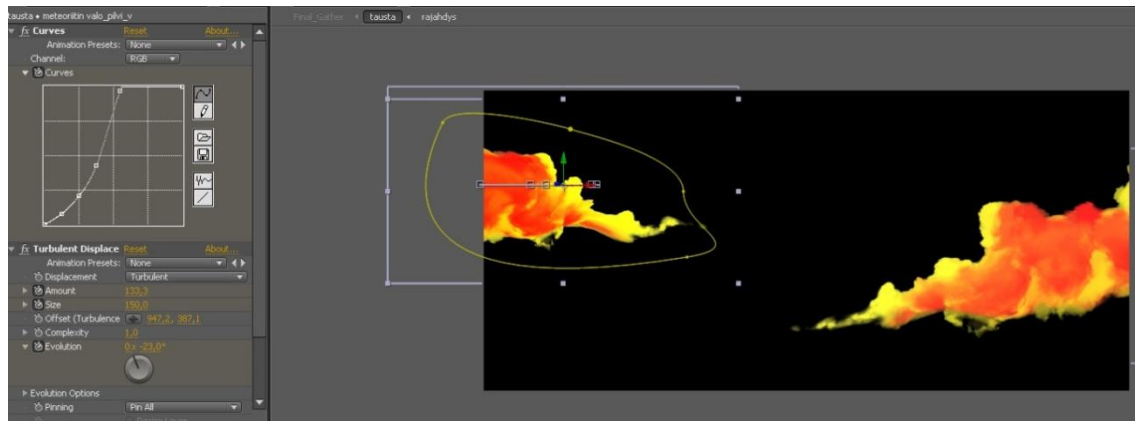 tausta • meteoriitin valo_pilvi_v
Final_Gather tausta rajahdys
fx Curves Reset About...
Animation Presets: None
Channel: RGB
Curves
fx Turbulent Displace Reset About...
Animation Presets: None
Displacement Turbulent
Amount 133,3
Size 150,0
Offset (Turbulence 947,2, 387,1
Complexity 1,0
Evolution 0 x -23,0°
Evolution Options
Pinning Pin All